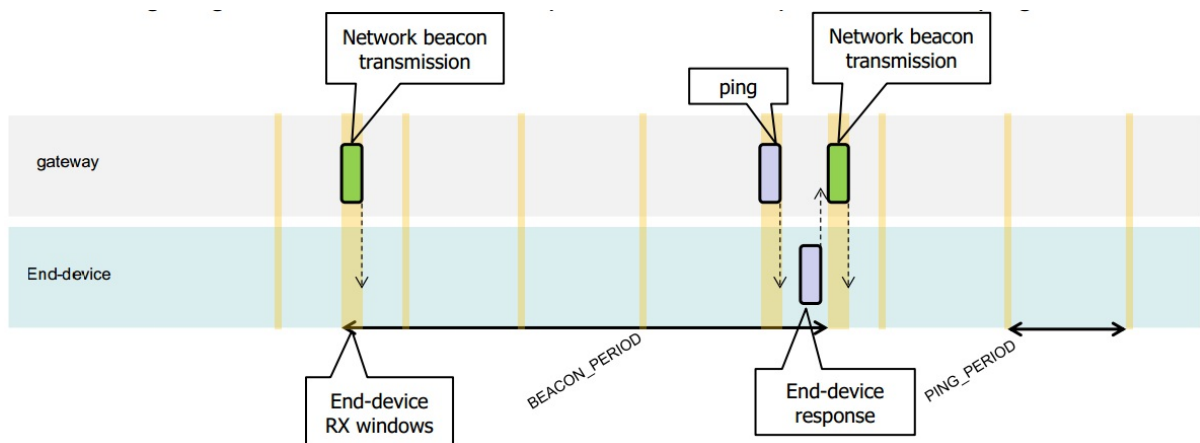 Network beacon
transmission
ping
Network beacon
transmission
gateway
End-device
BEACON_PERIOD
PING_PERIOD
End-device
RX windows
End-device
response